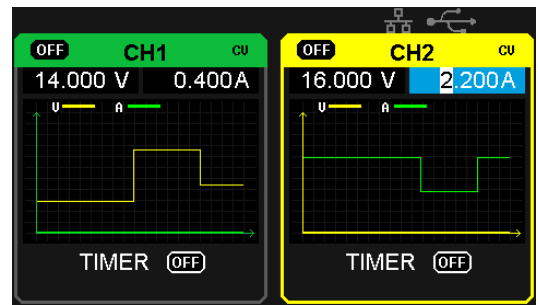 OFF CH1 CV
14.000 V 0.400A
V A
TIMER OFF
OFF CH2 CV
16.000 V 2.200A
V A
TIMER OFF